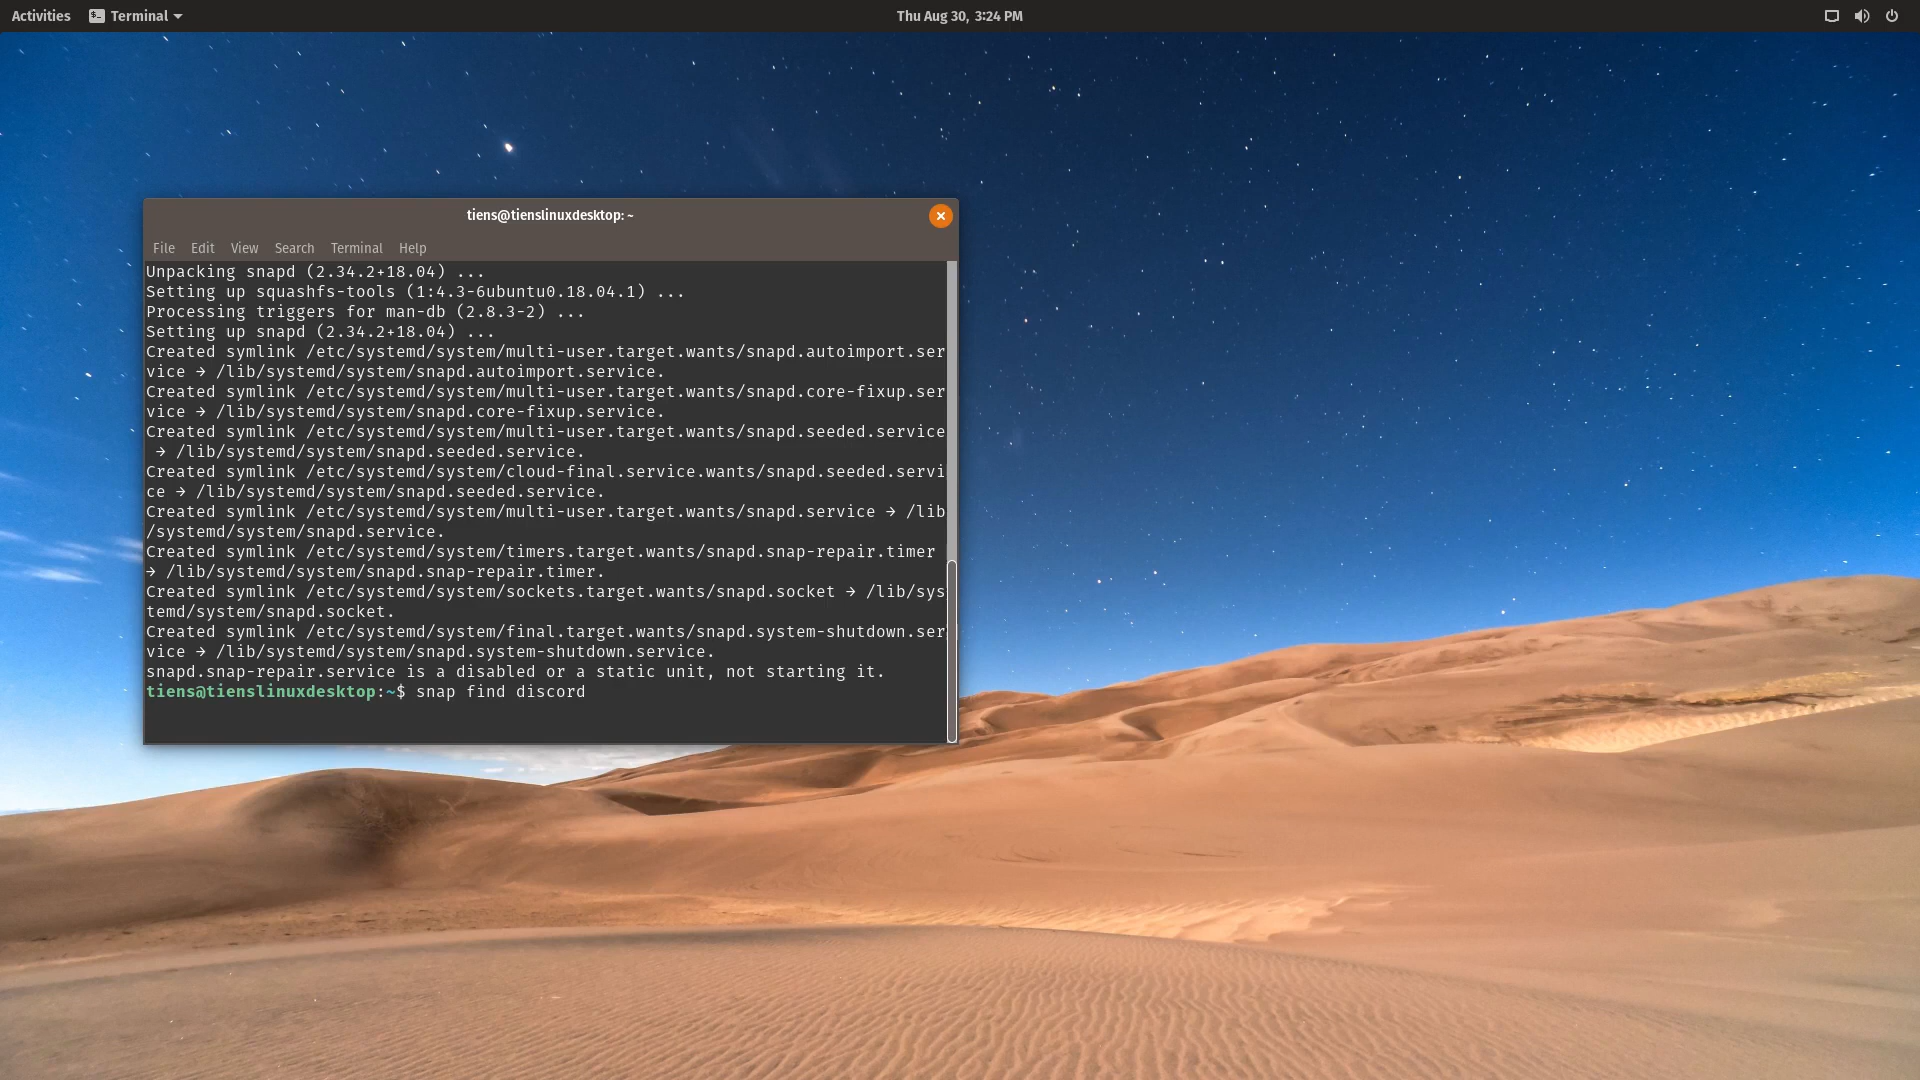 Activities Terminal Thu Aug 30, 3:24 PM
tiens@tienslinuxdesktop: ~
File Edit View Search Terminal Help
Unpacking snapd (2.34.2+18.04) ...
Setting up squashfs-tools (1:4.3-6ubuntu0.18.04.1) ...
Processing triggers for man-db (2.8.3-2) ...
Setting up snapd (2.34.2+18.04) ...
Created symlink /etc/systemd/system/multi-user.target.wants/snapd.autoimport.ser
vice → /lib/systemd/system/snapd.autoimport.service.
Created symlink /etc/systemd/system/multi-user.target.wants/snapd.core-fixup.ser
vice → /lib/systemd/system/snapd.core-fixup.service.
Created symlink /etc/systemd/system/multi-user.target.wants/snapd.seeded.service
 → /lib/systemd/system/snapd.seeded.service.
Created symlink /etc/systemd/system/cloud-final.service.wants/snapd.seeded.servi
ce → /lib/systemd/system/snapd.seeded.service.
Created symlink /etc/systemd/system/multi-user.target.wants/snapd.service → /lib
/systemd/system/snapd.service.
Created symlink /etc/systemd/system/timers.target.wants/snapd.snap-repair.timer
→ /lib/systemd/system/snapd.snap-repair.timer.
Created symlink /etc/systemd/system/sockets.target.wants/snapd.socket → /lib/sys
temd/system/snapd.socket.
Created symlink /etc/systemd/system/final.target.wants/snapd.system-shutdown.ser
vice → /lib/systemd/system/snapd.system-shutdown.service.
snapd.snap-repair.service is a disabled or a static unit, not starting it.
tiens@tienslinuxdesktop:~$ snap find discord